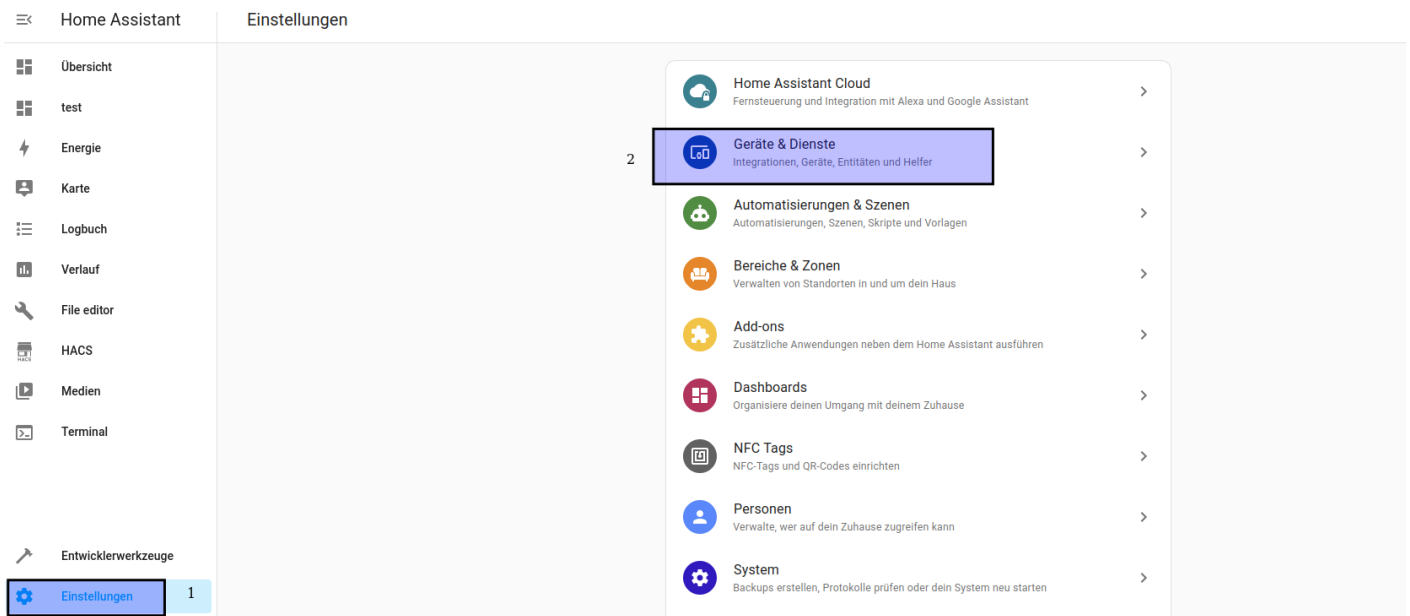 Home Assistant
Einstellungen
Übersicht
test
Energie
Karte
Logbuch
Verlauf
File editor
HACS
HACS
Medien
Terminal
Entwicklerwerkzeuge
Einstellungen
1
Home Assistant Cloud
Fernsteuerung und Integration mit Alexa und Google Assistant
2
Geräte & Dienste
Integrationen, Geräte, Entitäten und Helfer
Automatisierungen & Szenen
Automatisierungen, Szenen, Skripte und Vorlagen
Bereiche & Zonen
Verwalten von Standorten in und um dein Haus
Add-ons
Zusätzliche Anwendungen neben dem Home Assistant ausführen
Dashboards
Organisiere deinen Umgang mit deinem Zuhause
NFC Tags
NFC-Tags und QR-Codes einrichten
Personen
Verwalte, wer auf dein Zuhause zugreifen kann
System
Backups erstellen, Protokolle prüfen oder dein System neu starten